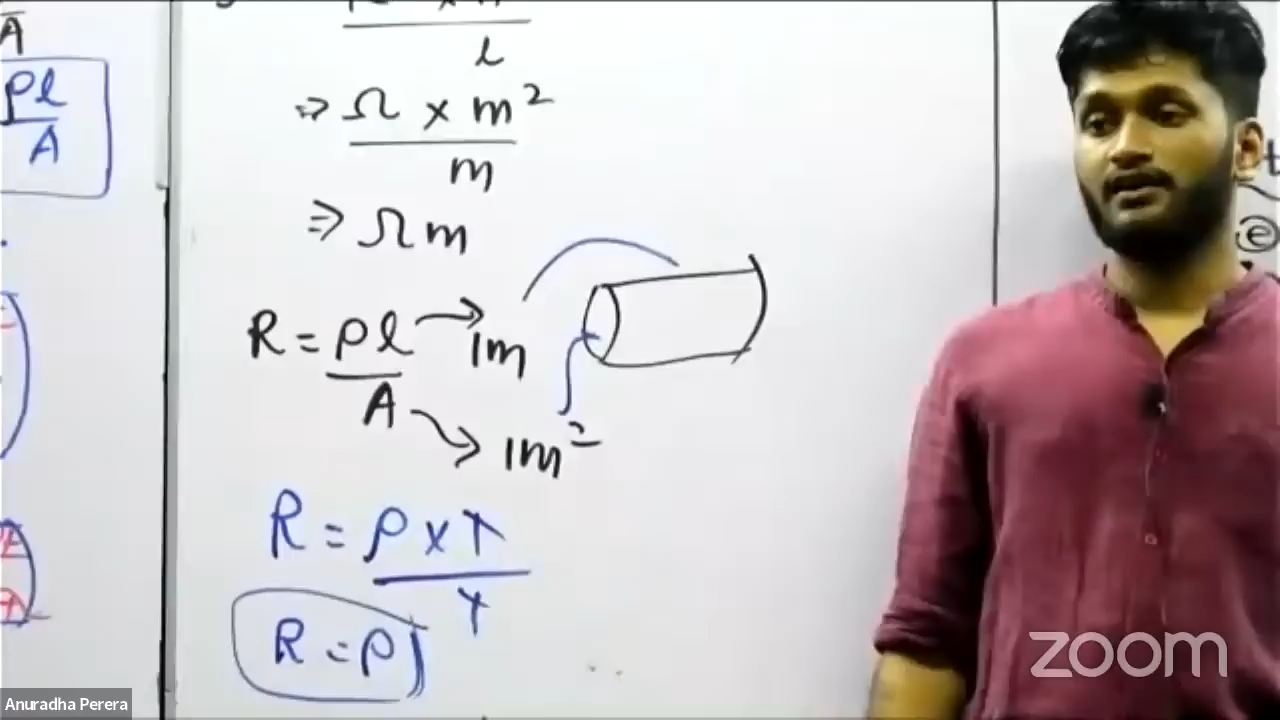 A
ρl
A
l
⇒ Ω × m²
m
⇒ Ωm
R = ρl → 1m
A → 1m²
R = ρ × 1
1
R = ρ
zoom
Anuradha Perera